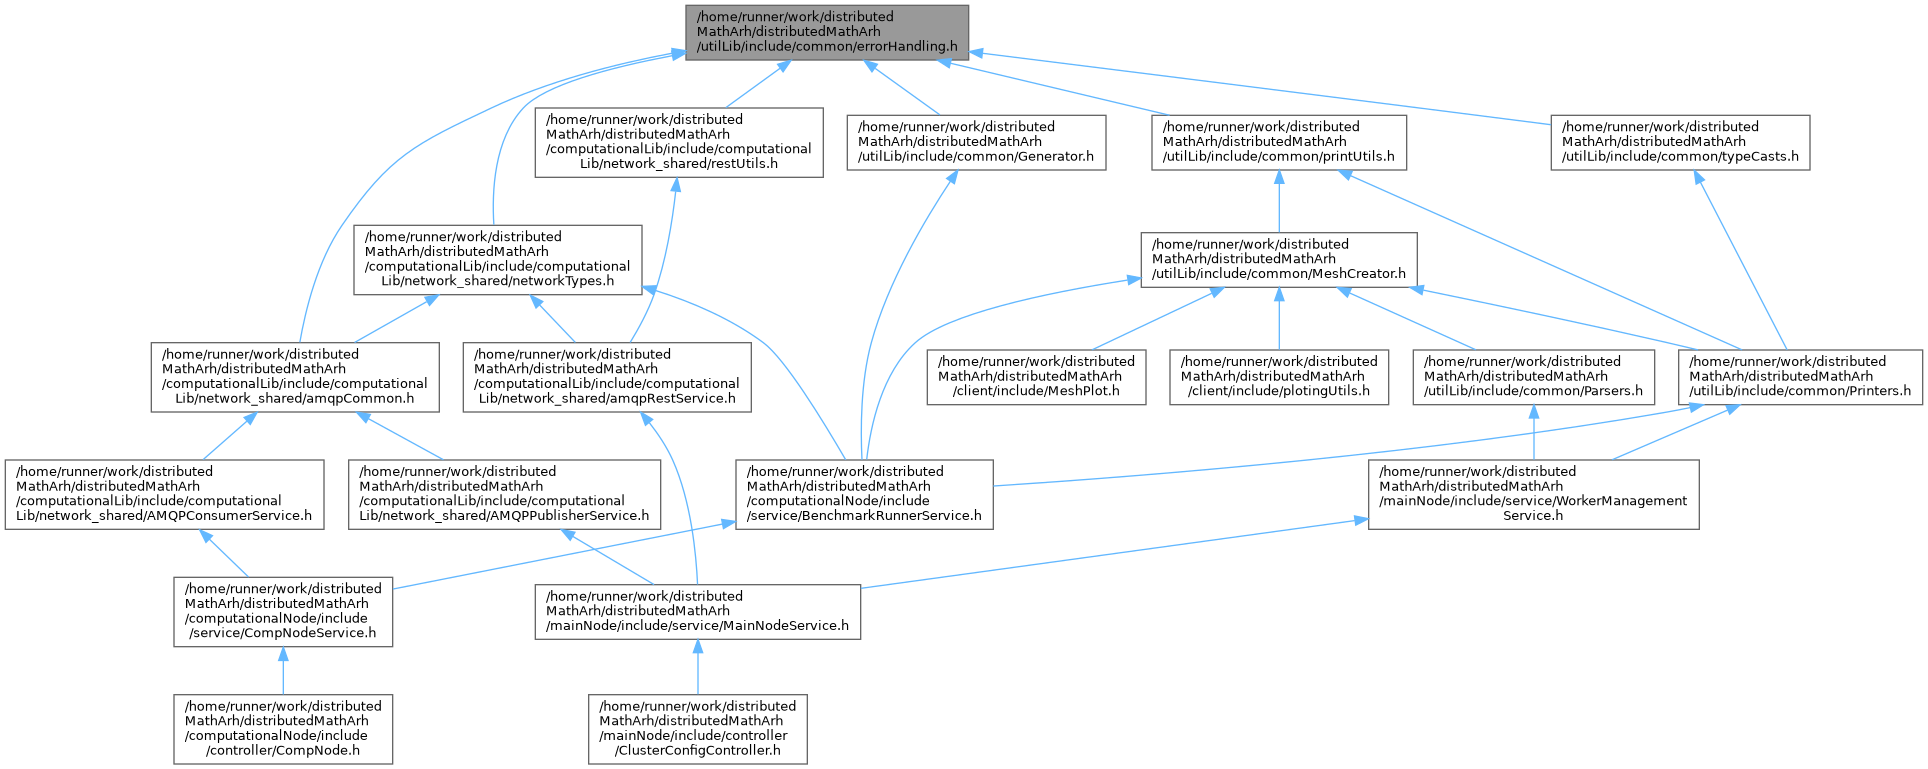 /home/runner/work/distributed
MathArh/distributedMathArh
/utilLib/include/common/errorHandling.h
/home/runner/work/distributed
MathArh/distributedMathArh
/computationalLib/include/computational
Lib/network_shared/restUtils.h
/home/runner/work/distributed
MathArh/distributedMathArh
/utilLib/include/common/Generator.h
/home/runner/work/distributed
MathArh/distributedMathArh
/utilLib/include/common/printUtils.h
/home/runner/work/distributed
MathArh/distributedMathArh
/utilLib/include/common/typeCasts.h
/home/runner/work/distributed
MathArh/distributedMathArh
/computationalLib/include/computational
Lib/network_shared/networkTypes.h
/home/runner/work/distributed
MathArh/distributedMathArh
/utilLib/include/common/MeshCreator.h
/home/runner/work/distributed
MathArh/distributedMathArh
/computationalLib/include/computational
Lib/network_shared/amqpCommon.h
/home/runner/work/distributed
MathArh/distributedMathArh
/computationalLib/include/computational
Lib/network_shared/amqpRestService.h
/home/runner/work/distributed
MathArh/distributedMathArh
/client/include/MeshPlot.h
/home/runner/work/distributed
MathArh/distributedMathArh
/client/include/plotingUtils.h
/home/runner/work/distributed
MathArh/distributedMathArh
/utilLib/include/common/Parsers.h
/home/runner/work/distributed
MathArh/distributedMathArh
/utilLib/include/common/Printers.h
/home/runner/work/distributed
MathArh/distributedMathArh
/computationalLib/include/computational
Lib/network_shared/AMQPConsumerService.h
/home/runner/work/distributed
MathArh/distributedMathArh
/computationalLib/include/computational
Lib/network_shared/AMQPPublisherService.h
/home/runner/work/distributed
MathArh/distributedMathArh
/computationalNode/include
/service/BenchmarkRunnerService.h
/home/runner/work/distributed
MathArh/distributedMathArh
/mainNode/include/service/WorkerManagement
Service.h
/home/runner/work/distributed
MathArh/distributedMathArh
/computationalNode/include
/service/CompNodeService.h
/home/runner/work/distributed
MathArh/distributedMathArh
/mainNode/include/service/MainNodeService.h
/home/runner/work/distributed
MathArh/distributedMathArh
/computationalNode/include
/controller/CompNode.h
/home/runner/work/distributed
MathArh/distributedMathArh
/mainNode/include/controller
/ClusterConfigController.h